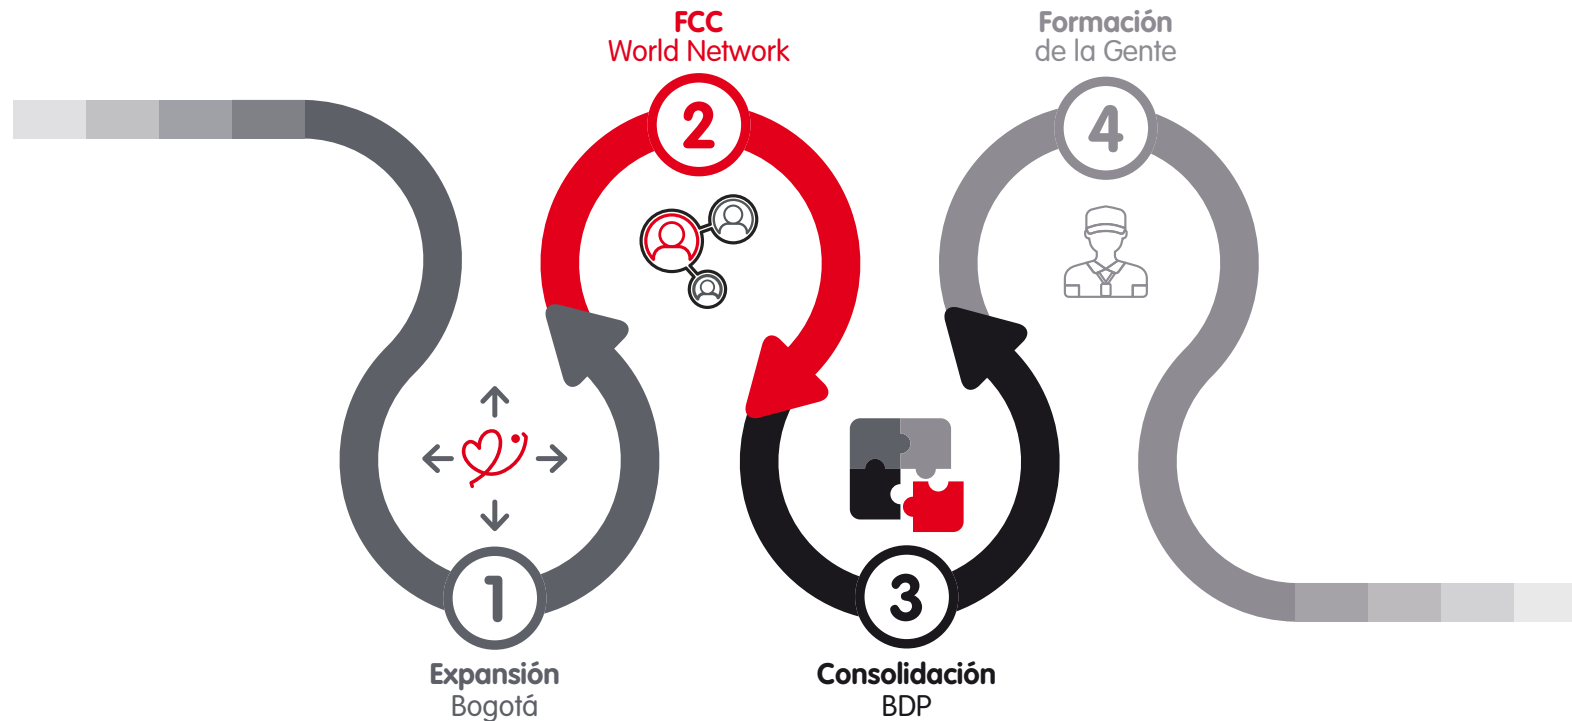 1
Expansión
Bogotá
FCC
World Network
2
3
Consolidación
BDP
Formación
de la Gente
4